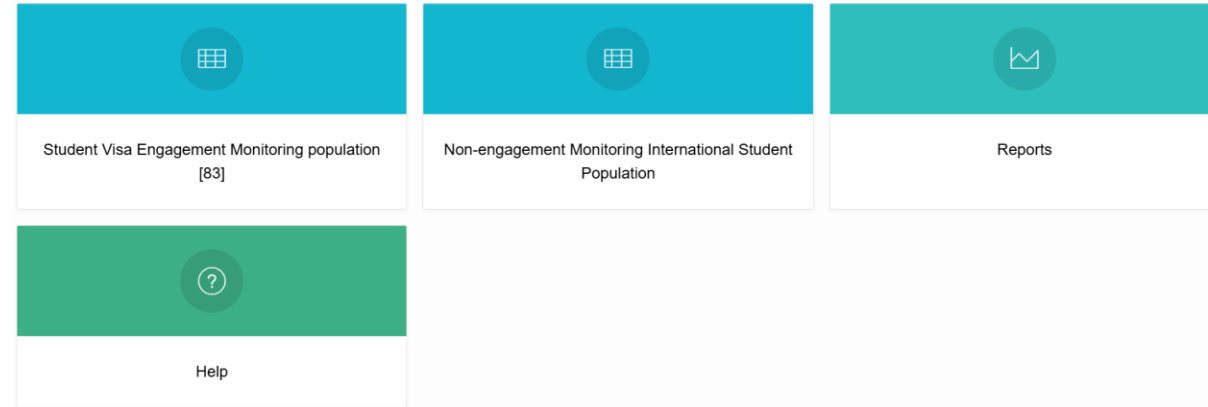 Student Visa Engagement Monitoring population
[83]
Non-engagement Monitoring International Student
Population
Reports
Help